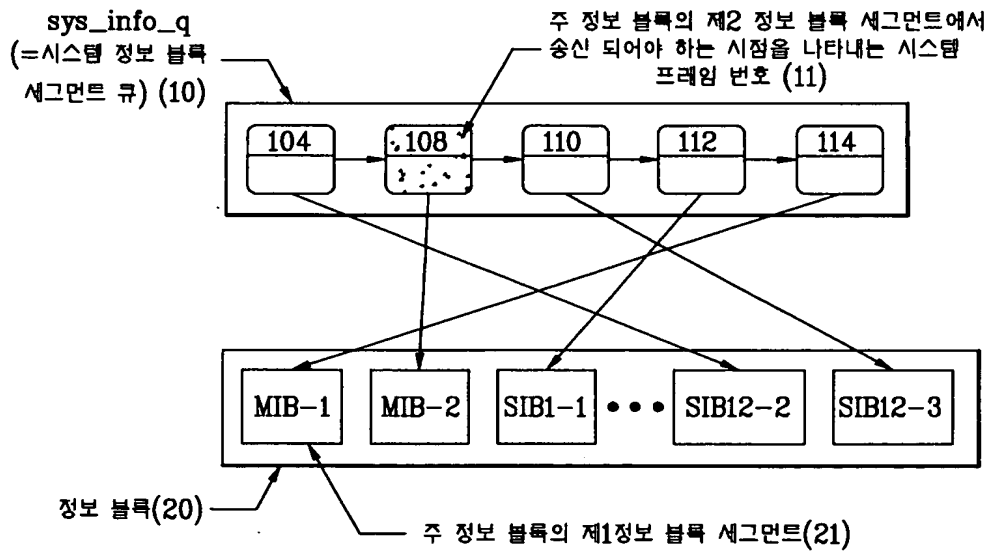 sys_info_q
(=시스템 정보 블록
세그먼트 큐) (10)
주 정보 블록의 제2 정보 블록 세그먼트에서
송신 되어야 하는 시점을 나타내는 시스템
프레임 번호 (11)
104
108
110
112
114
MIB-1
MIB-2
SIB1-1
SIB12-2
SIB12-3
정보 블록(20)
주 정보 블록의 제1정보 블록 세그먼트(21)